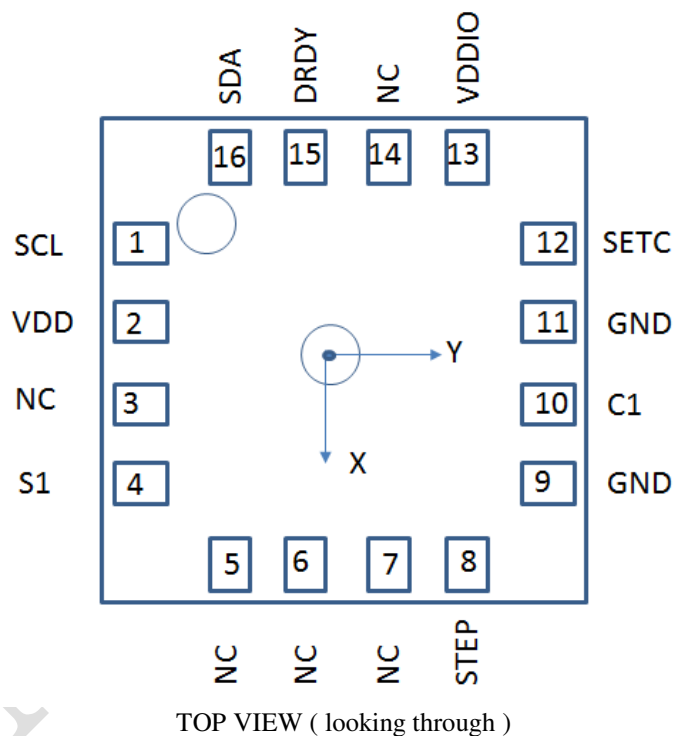 SDA DRDY NC VDDIO
16 15 14 13
SCL 1 12 SETC
VDD 2 11 GND
Y
NC 3 10 C1
X
S1 4 9 GND
5 6 7 8
NC NC NC STEP
TOP VIEW ( looking through )